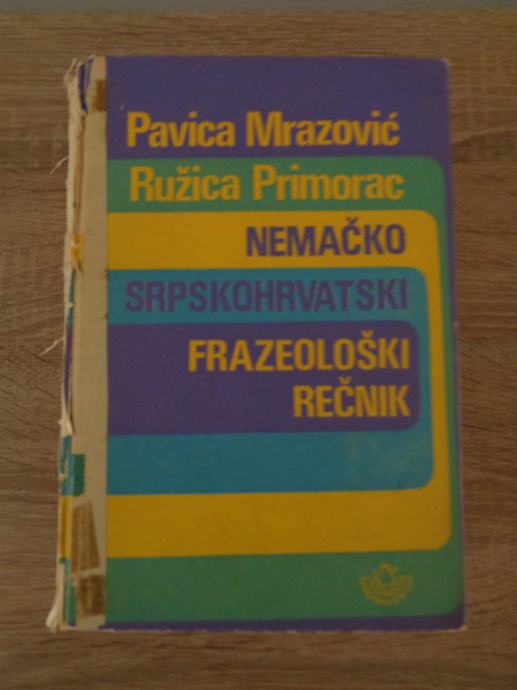 Pavica Mrazović
Ružica Primorac
NEMAČKO
SRPSKOHRVATSKI
FRAZEOLOŠKI
REČNIK